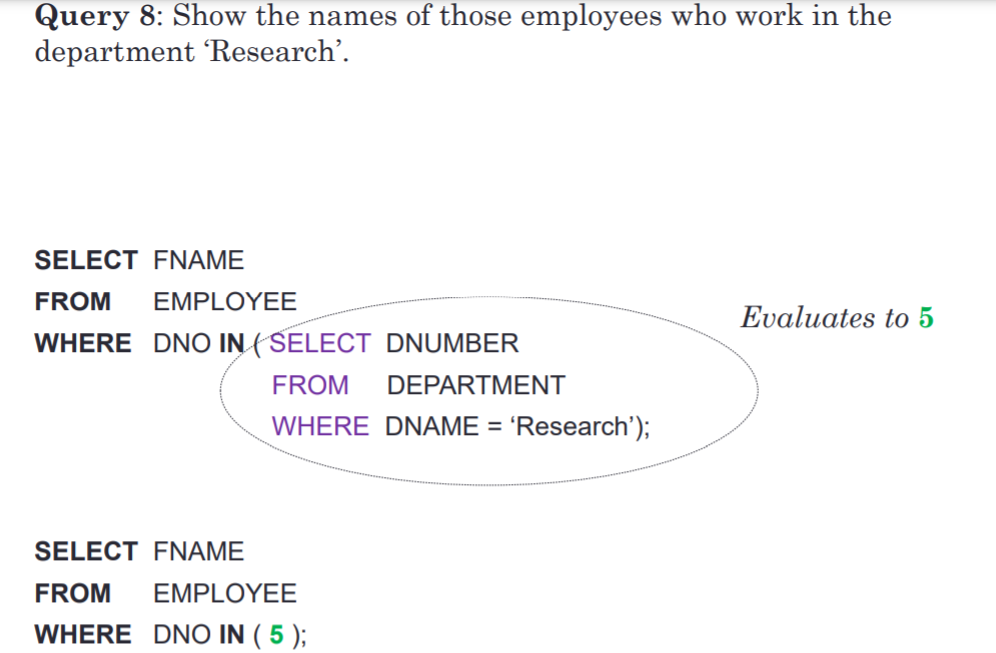 Query 8: Show the names of those employees who work in the
department ‘Research’.
SELECT FNAME
FROM EMPLOYEE
WHERE DNO IN ( SELECT DNUMBER
Evaluates to 5
FROM DEPARTMENT
WHERE DNAME = ‘Research’);
SELECT FNAME
FROM EMPLOYEE
WHERE DNO IN ( 5 );